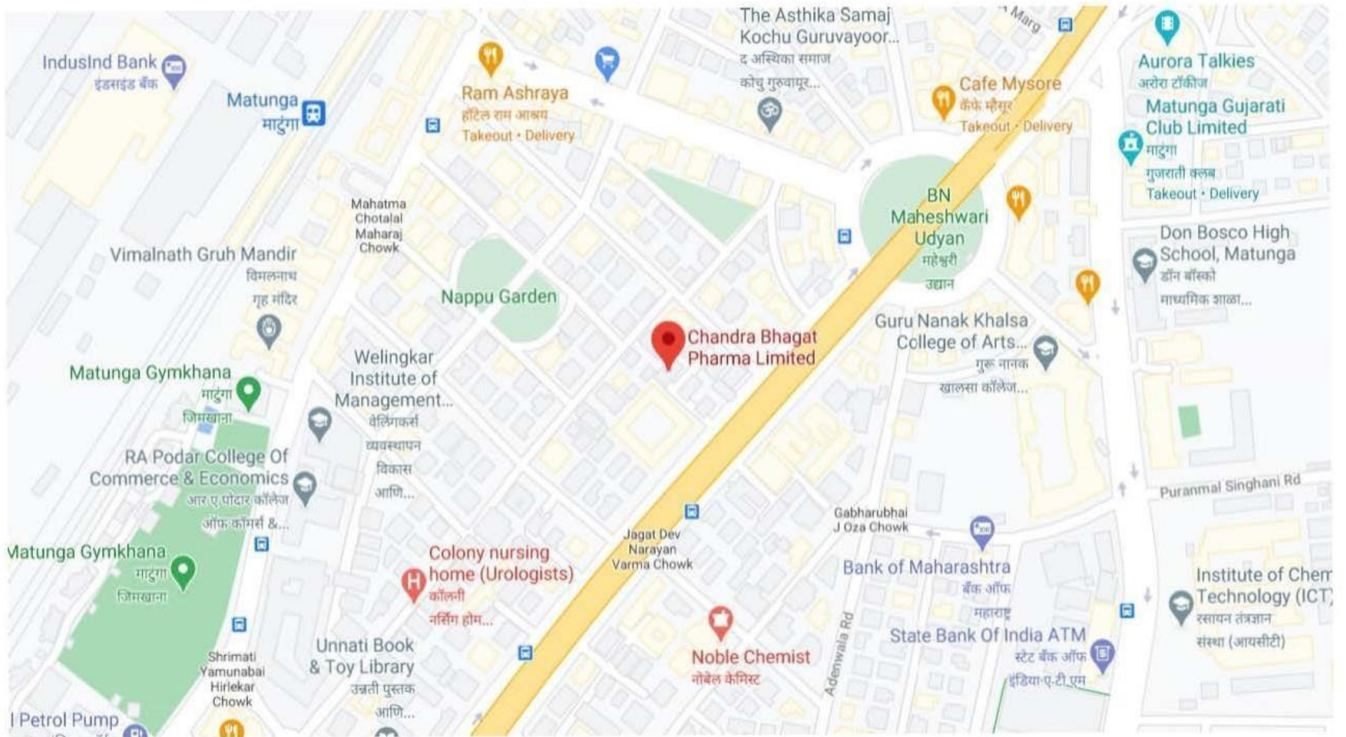 The Asthika Samaj
Kochu Guruvayoor...
द अस्थिका समाज
कोचु गुरुवायूर...
Marg
IndusInd Bank
इंडसइंड बँक
Matunga
माटुंगा
Ram Ashraya
हॉटेल राम आश्रय
Takeout • Delivery
Cafe Mysore
कॅफे म्हैसूर
Takeout • Delivery
Aurora Talkies
अरोरा टॉकीज
Matunga Gujarati
Club Limited
माटुंगा
गुजराती क्लब
Takeout • Delivery
Mahatma
Chotalal
Maharaj
Chowk
BN
Maheshwari
Udyan
महेश्वरी
उद्यान
Vimalnath Gruh Mandir
विमलनाथ
गृह मंदिर
Don Bosco High
School, Matunga
डॉन बॉस्को
माध्यमिक शाळा...
Nappu Garden
Chandra Bhagat
Pharma Limited
Guru Nanak Khalsa
College of Arts...
गुरू नानक
खालसा कॉलेज...
Matunga Gymkhana
माटुंगा
जिमखाना
Welingkar
Institute of
Management...
वेलिंगकर्स
व्यवस्थापन
विकास
आणि...
RA Podar College Of
Commerce & Economics
आर.ए.पोदार कॉलेज
ऑफ कॉमर्स &...
Puranmal Singhani Rd
Gabharubhai
J Oza Chowk
Jagat Dev
Narayan
Varma Chowk
Matunga Gymkhana
माटुंगा
जिमखाना
Colony nursing
home (Urologists)
कॉलनी
नर्सिंग होम...
Bank of Maharashtra
बँक ऑफ
महाराष्ट्र
Institute of Chem
Technology (ICT)
रसायन तंत्रज्ञान
संस्था (आयसीटी)
State Bank Of India ATM
स्टेट बँक ऑफ
इंडिया-ए-टी एम
Adenwala Rd
Noble Chemist
नोबेल केमिस्ट
Unnati Book
& Toy Library
उन्नती पुस्तक
आणि...
Shrimati
Yamunabai
Hirlekar
Chowk
l Petrol Pump